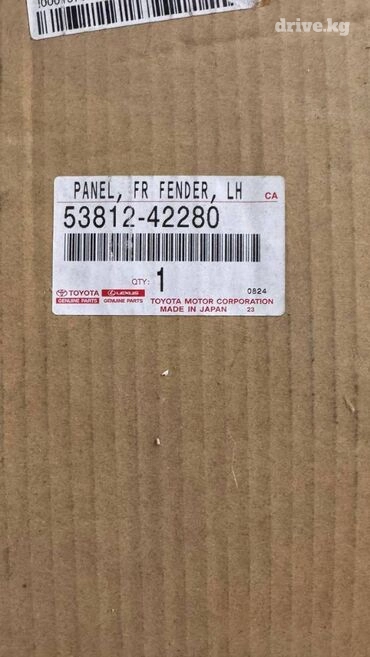 drive.kg
PANEL, FR FENDER, LH CA
53812-42280
QTY: 1 0824
TOYOTA LEXUS TOYOTA MOTOR CORPORATION
GENUINE PARTS GENUINE PARTS MADE IN JAPAN 23